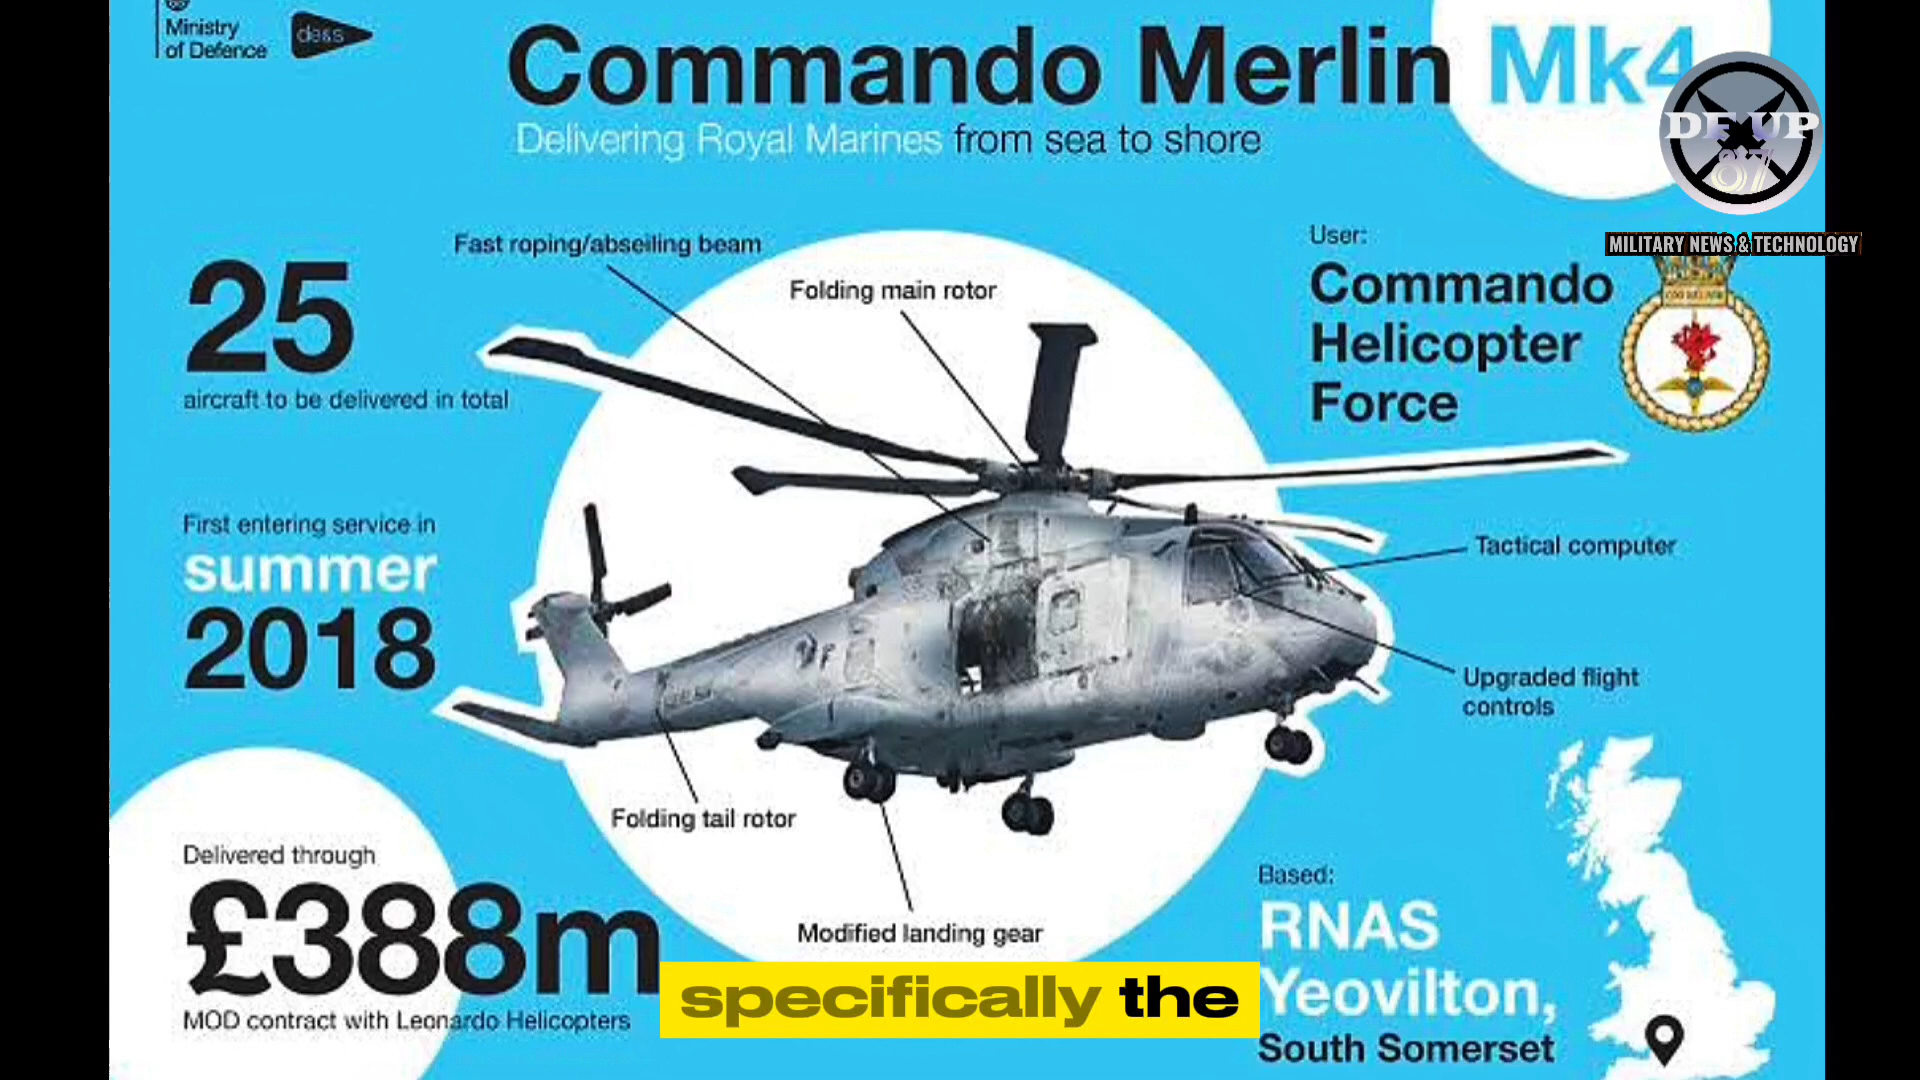 Ministry
of Defence
de&s
Commando Merlin Mk4
Delivering Royal Marines from sea to shore
DEF UP
87
MILITARY NEWS & TECHNOLOGY
25
aircraft to be delivered in total
Fast roping/abseiling beam
Folding main rotor
User:
Commando
Helicopter
Force
First entering service in
summer
2018
Tactical computer
Upgraded flight
controls
Folding tail rotor
Modified landing gear
Delivered through
£388m
MOD contract with Leonardo Helicopters
Based:
RNAS
Yeovilton,
South Somerset
specifically the